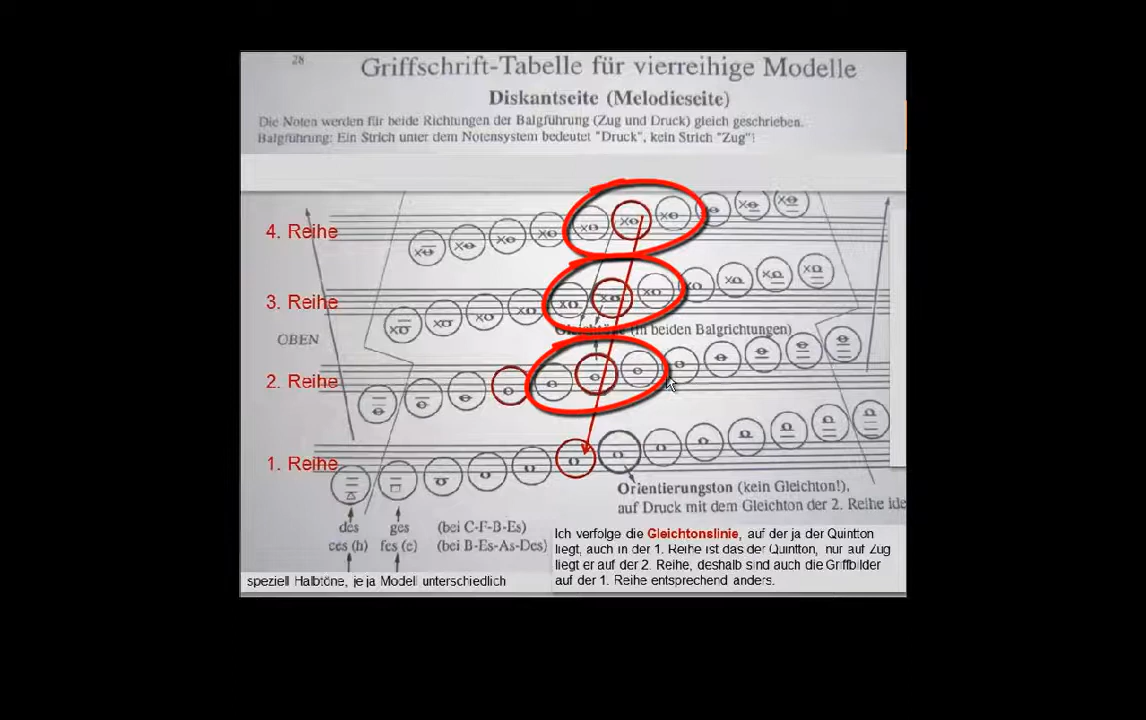 28
Griffschrift-Tabelle für vierreihige Modelle
Diskantseite (Melodieseite)
Die Noten werden für beide Richtungen der Balgführung (Zug und Druck) gleich geschrieben.
Balgführung: Ein Strich unter dem Notensystem bedeutet "Druck", kein Strich "Zug"!
4. Reihe
3. Reihe
Gleichtöne (in beiden Balgrichtungen)
OBEN
2. Reihe
1. Reihe
Orientierungston (kein Gleichton!),
auf Druck mit dem Gleichton der 2. Reihe ide
des ges (bei C-F-B-Es)
ces (h) fes (e) (bei B-Es-As-Des)
Ich verfolge die Gleichtonslinie, auf der ja der Quintton
liegt, auch in der 1. Reihe ist das der Quintton, nur auf Zug
liegt er auf der 2. Reihe, deshalb sind auch die Griffbilder
auf der 1. Reihe entsprechend anders.
speziell Halbtöne, je ja Modell unterschiedlich